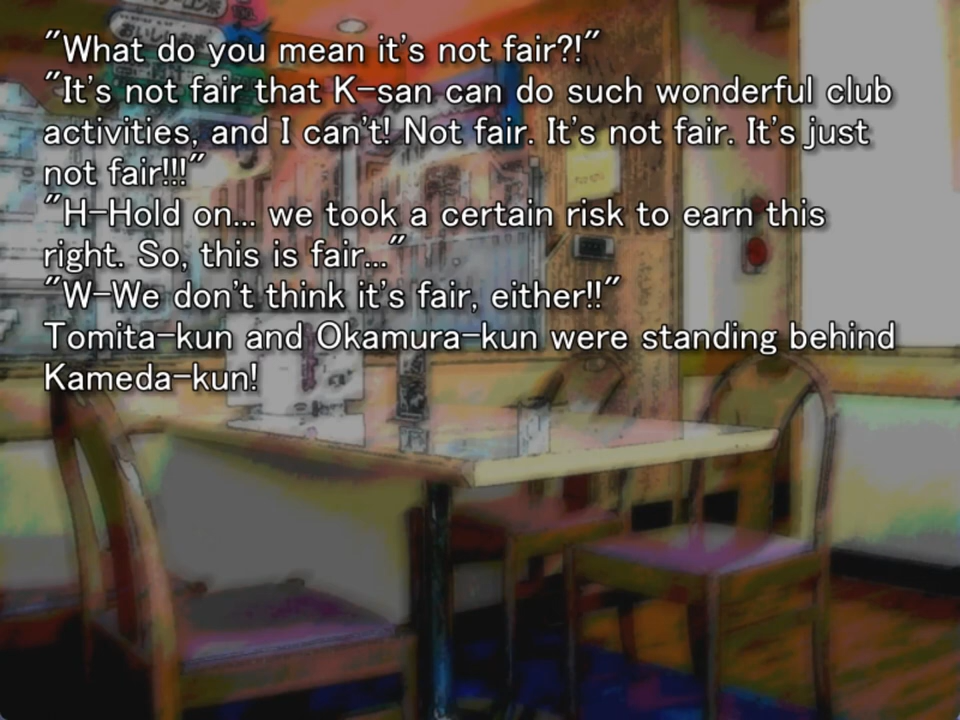 "What do you mean it's not fair?!"
"It's not fair that K-san can do such wonderful club
activities, and I can't! Not fair. It's not fair. It's just
not fair!!!"
"H-Hold on... we took a certain risk to earn this
right. So, this is fair..."
"W-We don't think it's fair, either!!"
Tomita-kun and Okamura-kun were standing behind
Kameda-kun!